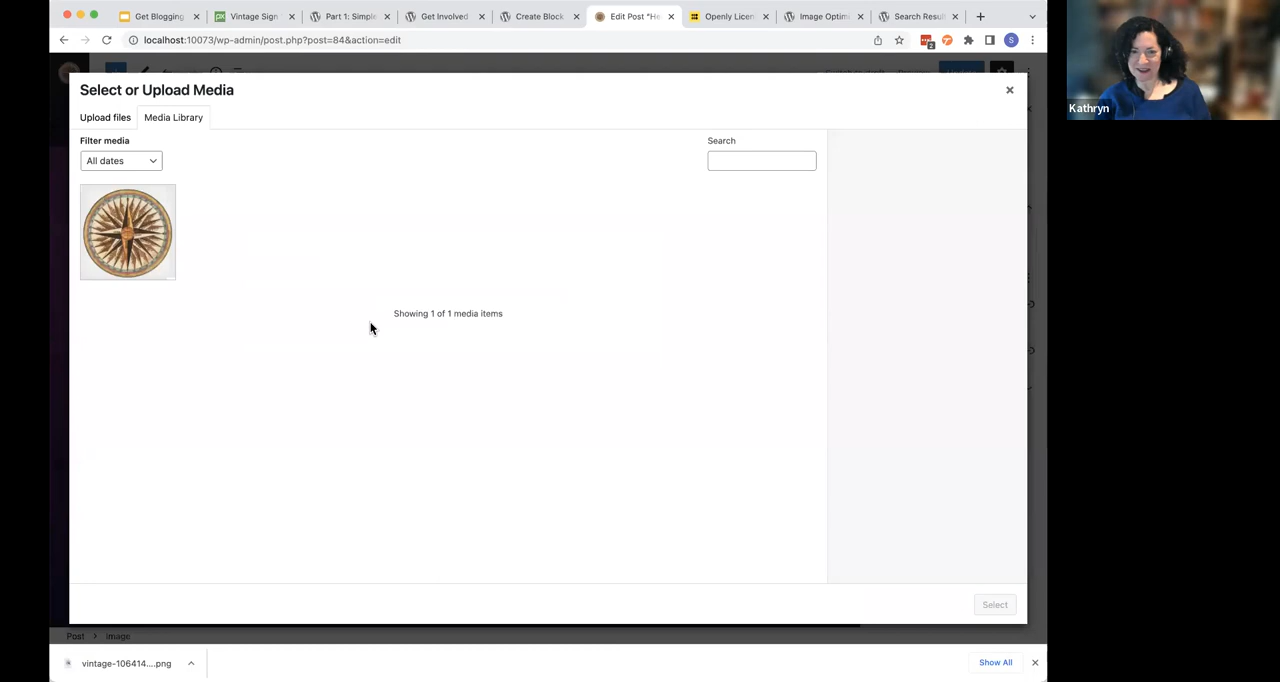 Get Blogging
Vintage Sign
Part 1: Simple
Get Involved
Create Block
Edit Post "He
Openly Licen
Image Optim
Search Resul
localhost:10073/wp-admin/post.php?post=84&action=edit
2
S
Kathryn
Select or Upload Media
Upload files
Media Library
Filter media
Search
All dates
Showing 1 of 1 media items
Select
Post > Image
vintage-106414....png
Show All